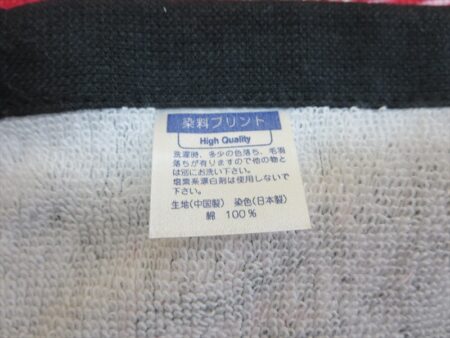 染料プリント
High Quality
洗濯時、多少の色落ち、毛羽
落ちが有りますので他の物と
は別にお洗い下さい。
塩素系漂白剤は使用しないで
下さい。
生地(中国製) 染色(日本製)
綿 100%